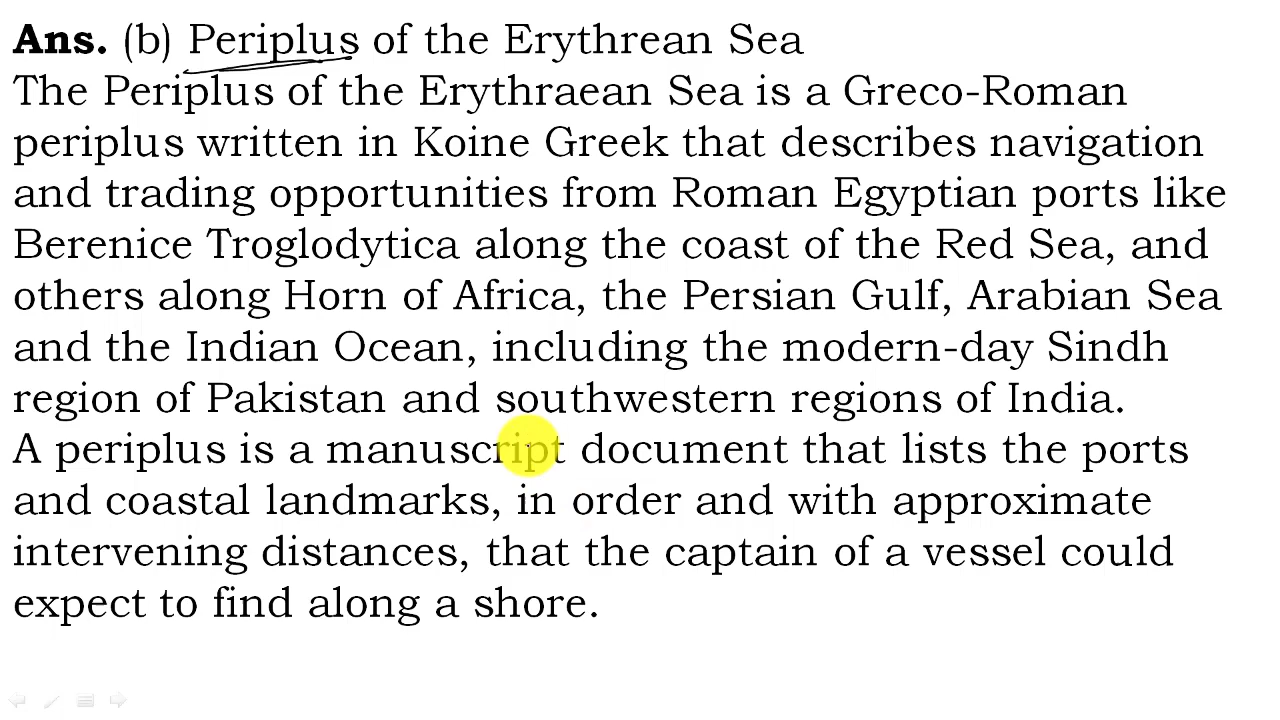 Ans. (b) Periplus of the Erythrean Sea
The Periplus of the Erythraean Sea is a Greco-Roman
periplus written in Koine Greek that describes navigation
and trading opportunities from Roman Egyptian ports like
Berenice Troglodytica along the coast of the Red Sea, and
others along Horn of Africa, the Persian Gulf, Arabian Sea
and the Indian Ocean, including the modern-day Sindh
region of Pakistan and southwestern regions of India.
A periplus is a manuscript document that lists the ports
and coastal landmarks, in order and with approximate
intervening distances, that the captain of a vessel could
expect to find along a shore.